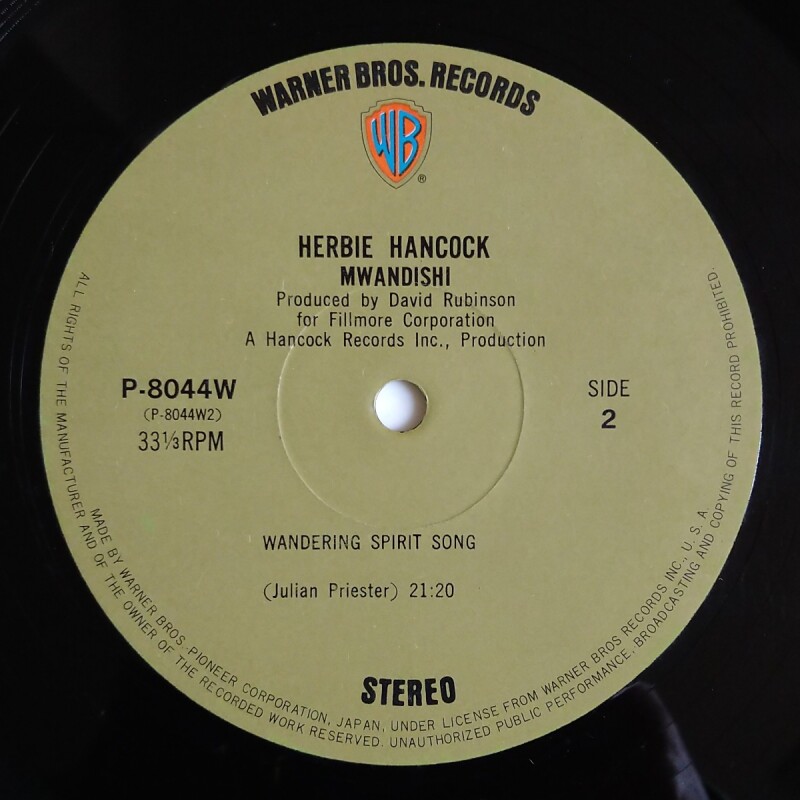 WARNER BROS. RECORDS
WB
®
HERBIE HANCOCK
MWANDISHI
Produced by David Rubinson
for Fillmore Corporation
A Hancock Records Inc., Production
P-8044W
(P-8044W2)
33⅓RPM
SIDE
2
WANDERING SPIRIT SONG
(Julian Priester) 21:20
STEREO
MADE BY WARNER BROS.-PIONEER CORPORATION, JAPAN, UNDER LICENSE FROM WARNER BROS RECORDS INC., U. S. A
ALL RIGHTS OF THE MANUFACTURER AND OF THE OWNER OF THE RECORDED WORK RESERVED. UNAUTHORIZED PUBLIC PERFORMANCE. BROADCASTING AND COPYING OF THIS RECORD PROHIBITED.